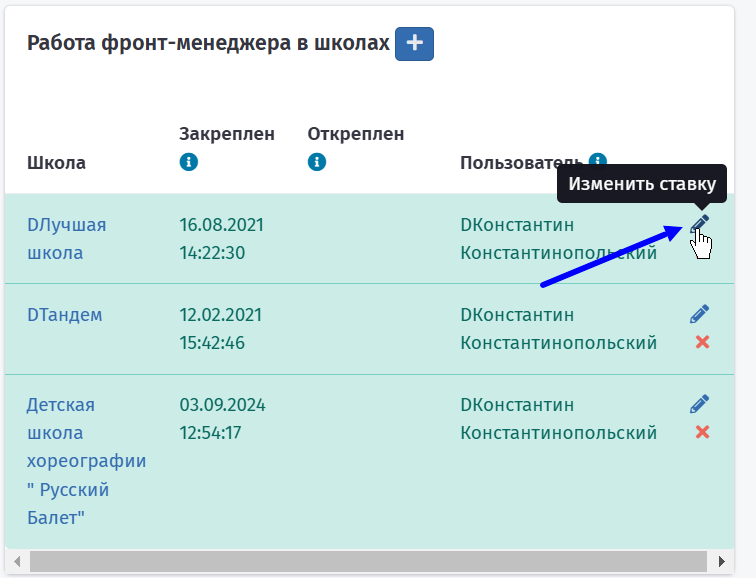 Работа фронт-менеджера в школах
Закреплен Откреплен
Школа Пользователь
Изменить ставку
DЛучшая 16.08.2021 DКонстантин
школа 14:22:30 Константинопольский
DТандем 12.02.2021 DКонстантин
15:42:46 Константинопольский
Детская 03.09.2024 DКонстантин
школа 12:54:17 Константинопольский
хореографии
" Русский
Балет"